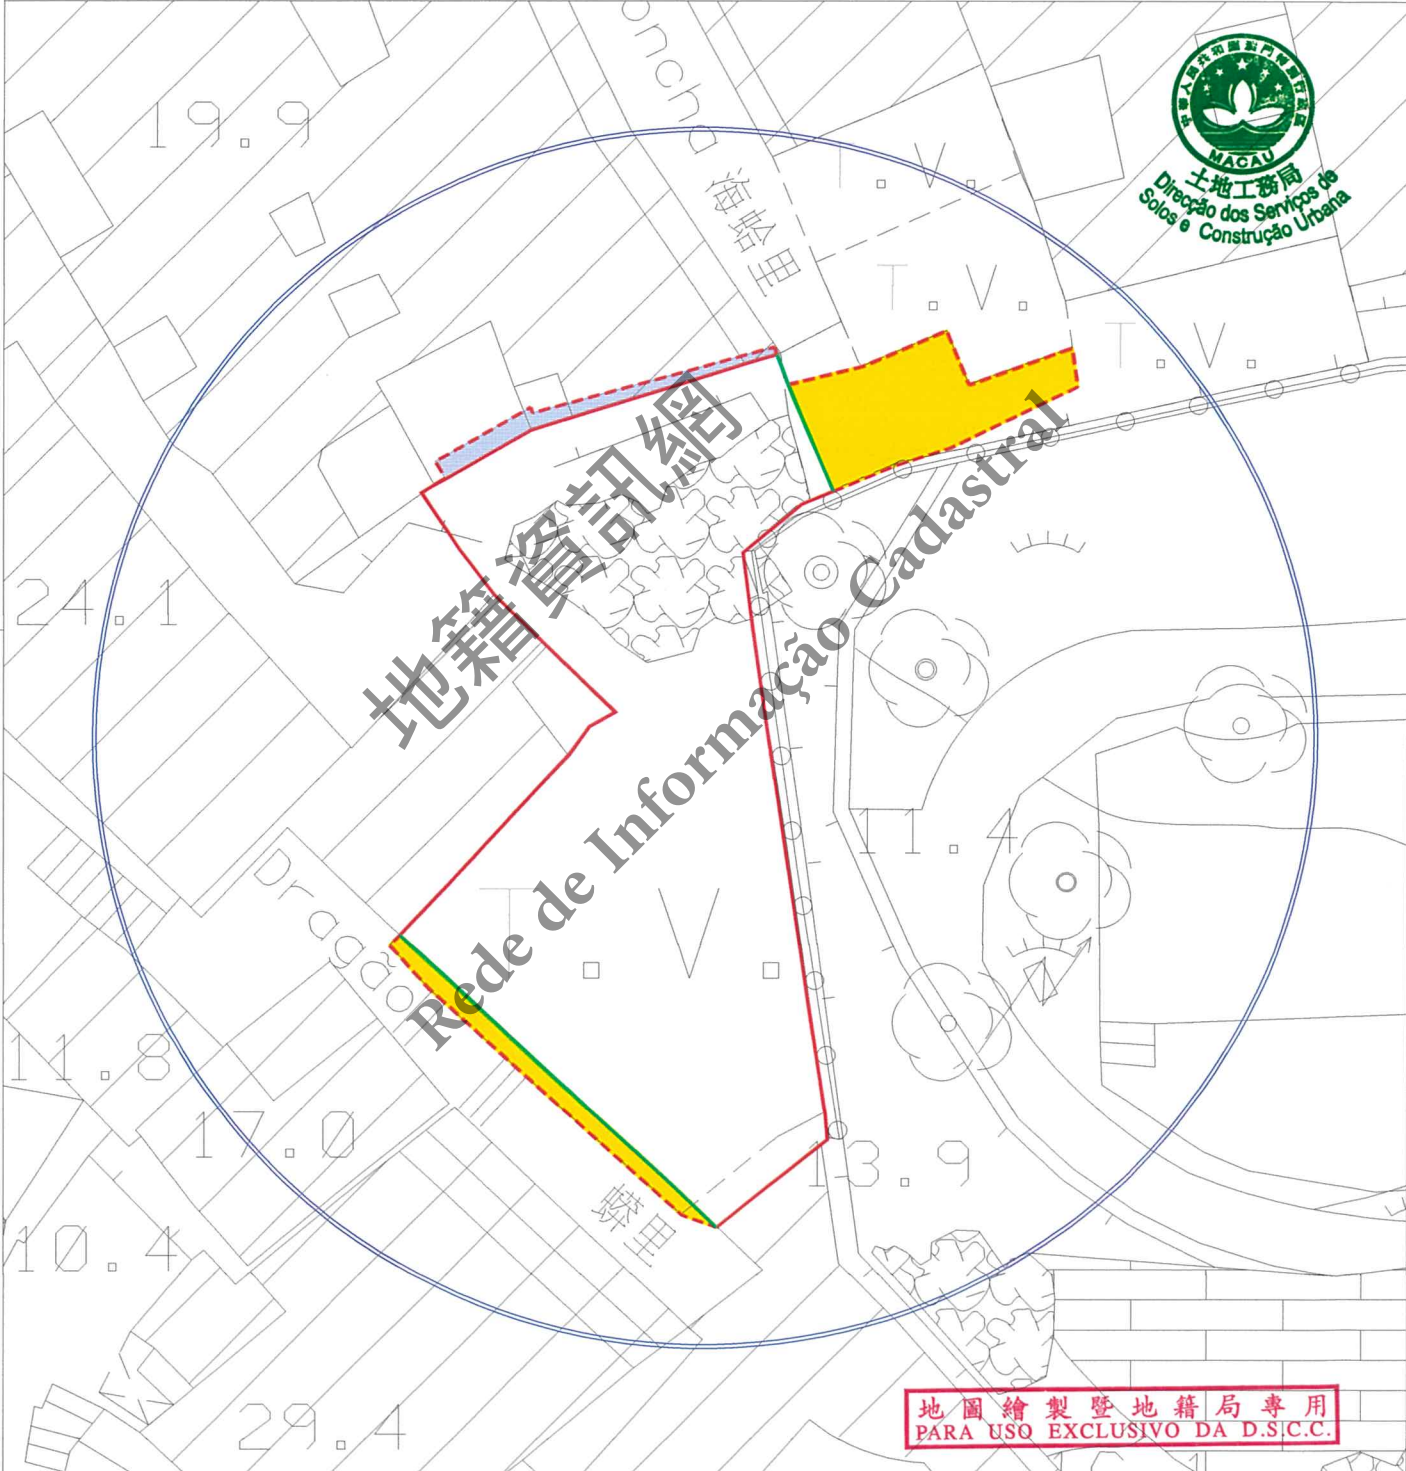 19.9
oncha 海蛤里
T.V.
中華人民共和國澳門特別行政區
MACAU
土地工務局
Direcção dos Serviços de
Solos e Construção Urbana
T.V.
T.V.
24.1
地籍資訊網
Rede de Informação Cadastral
11.4
Dragão
T.V.
11.8
17.0
13.9
10.4
里
29.4
地圖繪製暨地籍局專用
PARA USO EXCLUSIVO DA D.S.C.C.